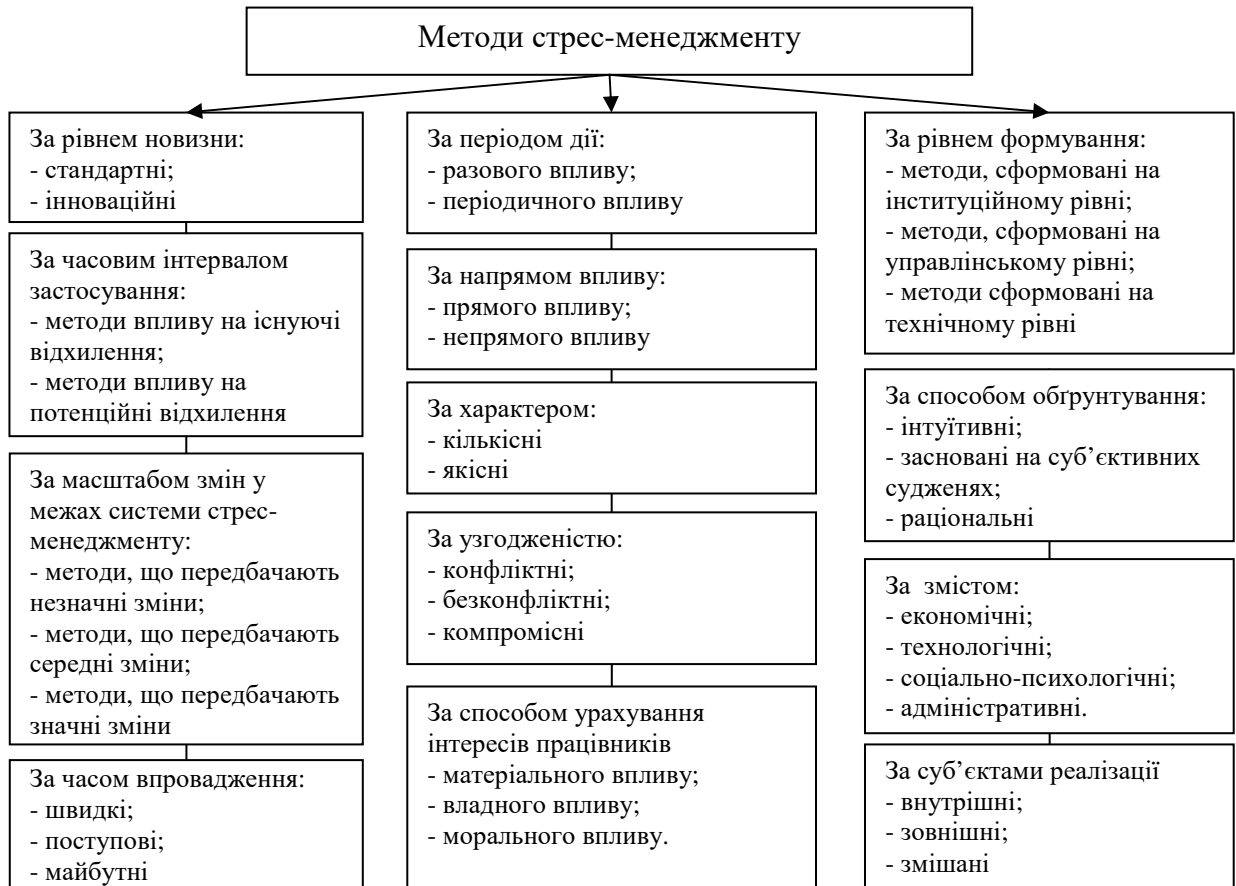 Методи стрес-менеджменту
За рівнем новизни:
- стандартні;
- інноваційні
За часовим інтервалом
застосування:
- методи впливу на існуючі
відхилення;
- методи впливу на
потенційні відхилення
За масштабом змін у
межах системи стрес-
менеджменту:
- методи, що передбачають
незначні зміни;
- методи, що передбачають
середні зміни;
- методи, що передбачають
значні зміни
За часом впровадження:
- швидкі;
- поступові;
- майбутні
За періодом дії:
- разового впливу;
- періодичного впливу
За напрямом впливу:
- прямого впливу;
- непрямого впливу
За характером:
- кількісні
- якісні
За узгодженістю:
- конфліктні;
- безконфліктні;
- компромісні
За способом урахування
інтересів працівників
- матеріального впливу;
- владного впливу;
- морального впливу.
За рівнем формування:
- методи, сформовані на
інституційному рівні;
- методи, сформовані на
управлінському рівні;
- методи сформовані на
технічному рівні
За способом обґрунтування:
- інтуїтивні;
- засновані на суб’єктивних
судженях;
- раціональні
За змістом:
- економічні;
- технологічні;
- соціально-психологічні;
- адміністративні.
За суб’єктами реалізації
- внутрішні;
- зовнішні;
- змішані